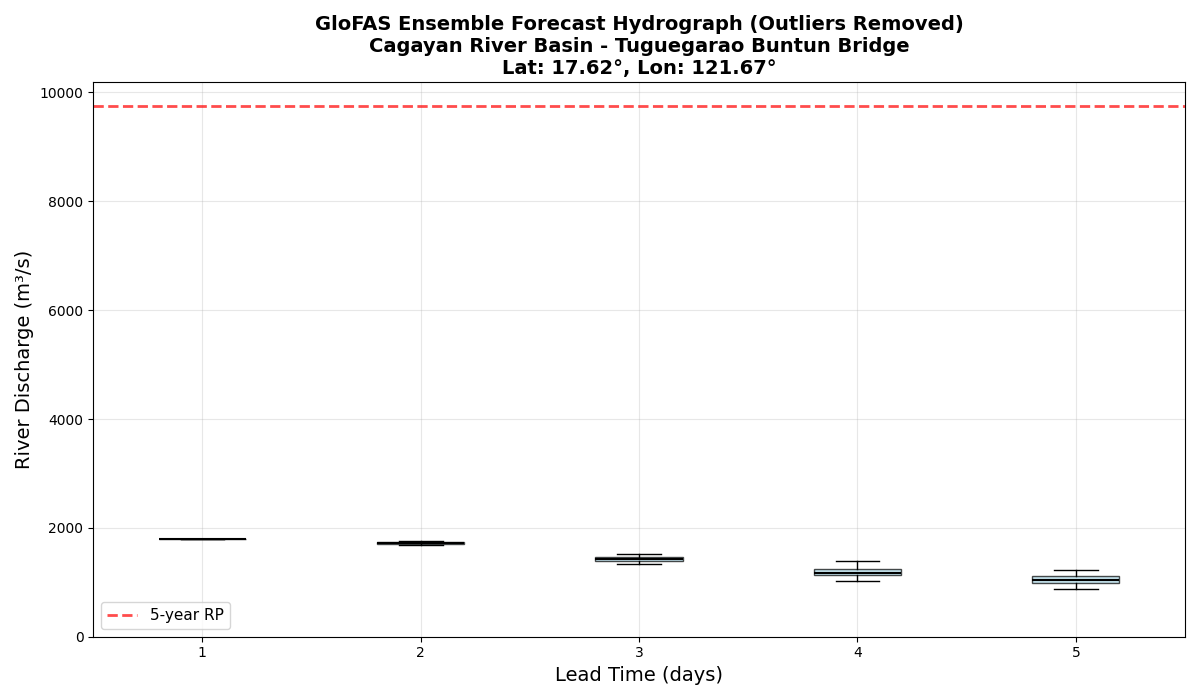 GloFAS Ensemble Forecast Hydrograph (Outliers Removed)
Cagayan River Basin - Tuguegarao Buntun Bridge
Lat: 17.62°, Lon: 121.67°
River Discharge (m³/s)
10000
8000
6000
4000
2000
0
5-year RP
1
2
3
4
5
Lead Time (days)